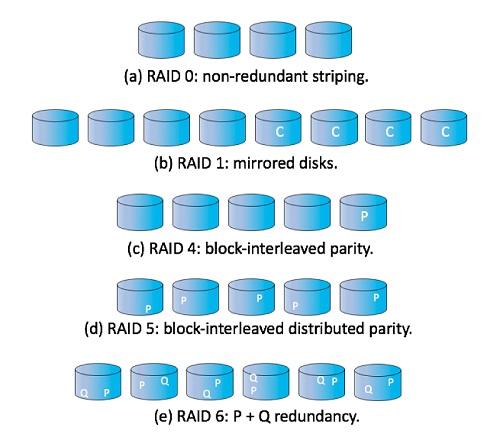 (a) RAID 0: non-redundant striping.
C C C C
(b) RAID 1: mirrored disks.
P
(c) RAID 4: block-interleaved parity.
P P P P P
(d) RAID 5: block-interleaved distributed parity.
Q P P Q Q P Q P Q P Q P
(e) RAID 6: P + Q redundancy.